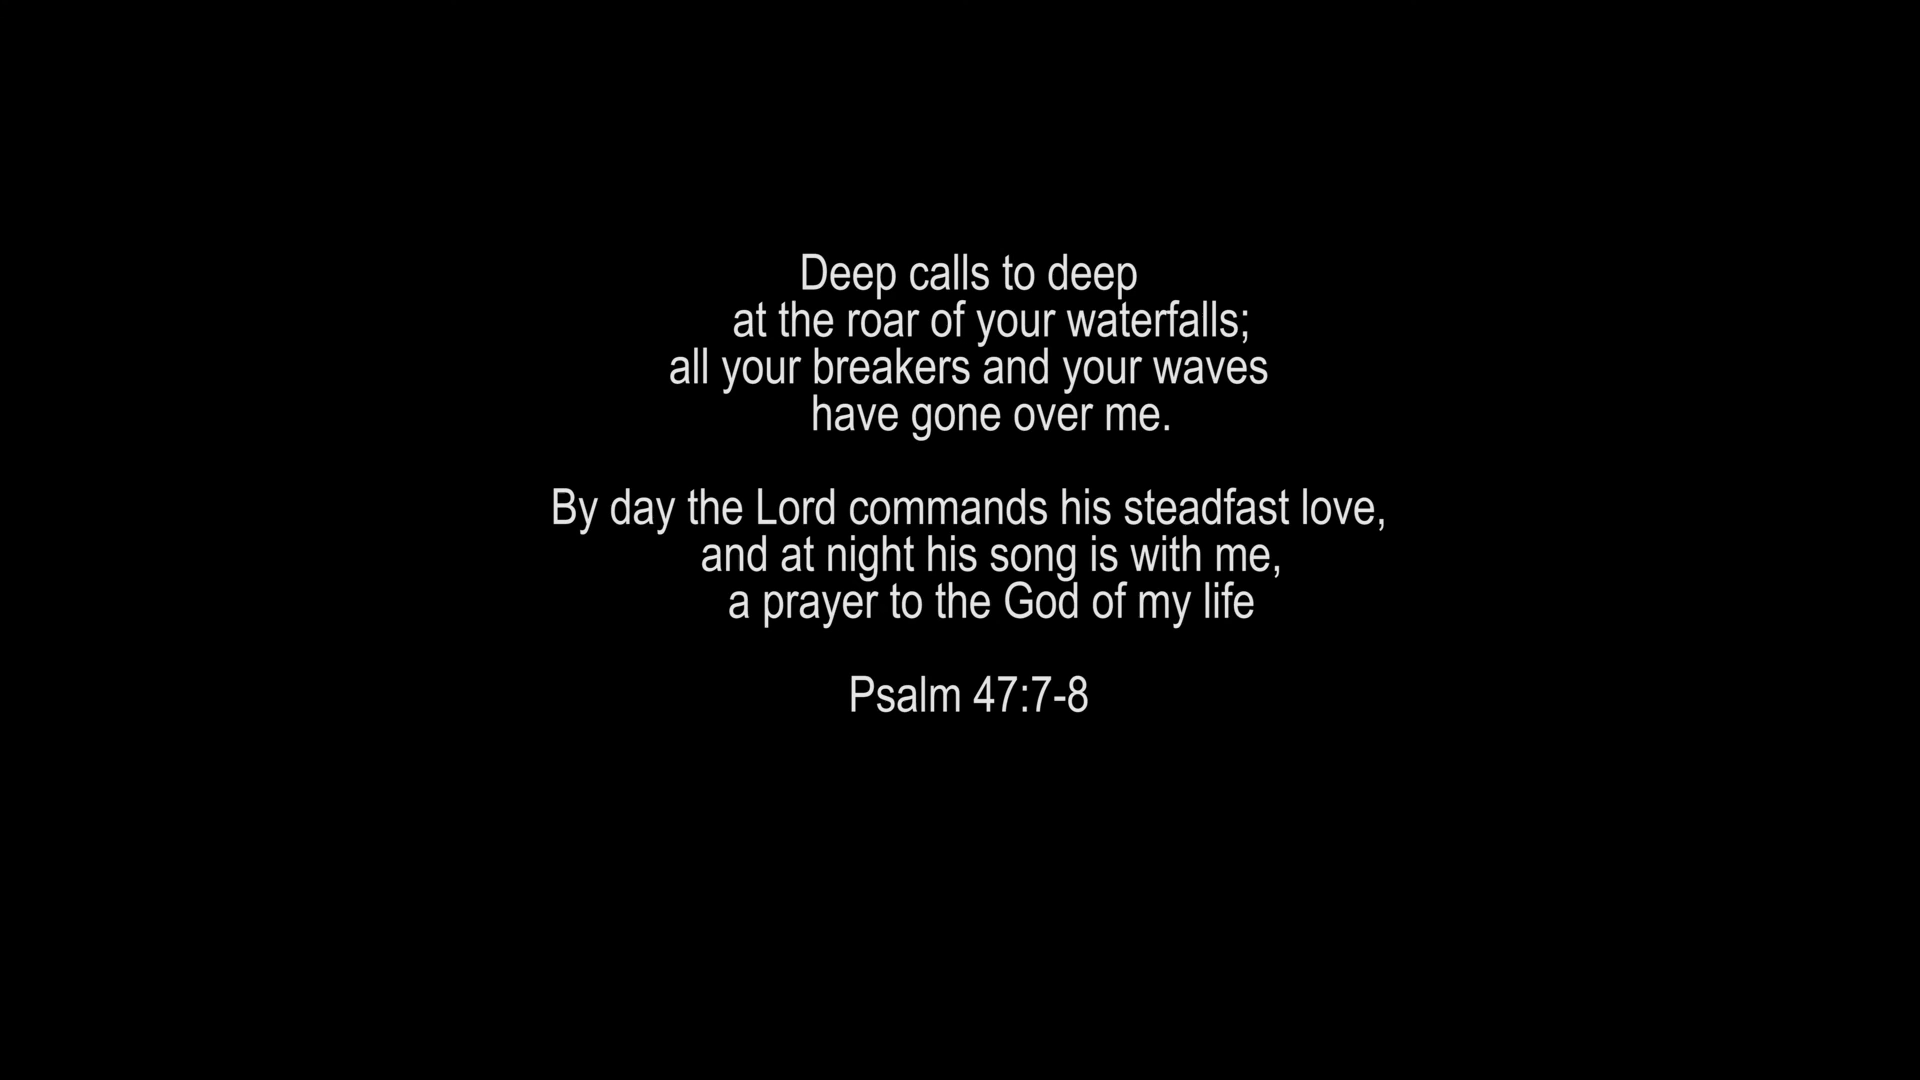 Deep calls to deep
at the roar of your waterfalls;
all your breakers and your waves
have gone over me.
By day the Lord commands his steadfast love,
and at night his song is with me,
a prayer to the God of my life
Psalm 47:7-8